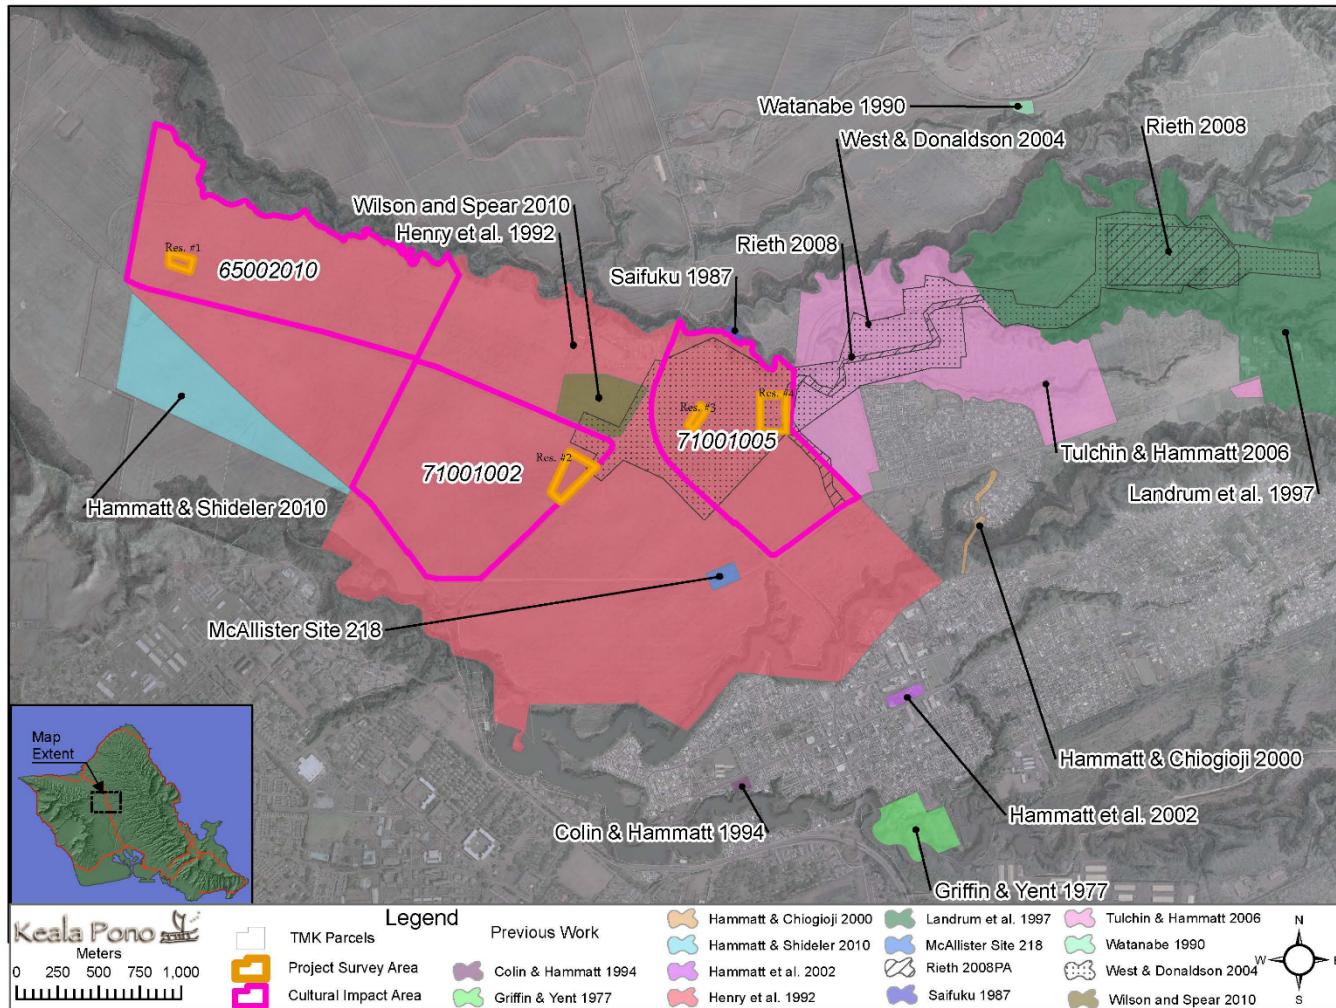 Watanabe 1990
West & Donaldson 2004
Rieth 2008
Wilson and Spear 2010
Henry et al. 1992
Rieth 2008
Saifuku 1987
Res. #1
65002010
Res. #4
Res. #3
71001005
Res. #2
71001002
Tulchin & Hammatt 2006
Landrum et al. 1997
Hammatt & Shideler 2010
McAllister Site 218
Hammatt & Chiogioji 2000
Hammatt et al. 2002
Colin & Hammatt 1994
Griffin & Yent 1977
Map
Extent
Keala Pono
Meters
0 250 500 750 1,000
Legend
TMK Parcels
Project Survey Area
Cultural Impact Area
Previous Work
Colin & Hammatt 1994
Griffin & Yent 1977
Hammatt & Chiogioji 2000
Hammatt & Shideler 2010
Hammatt et al. 2002
Henry et al. 1992
Landrum et al. 1997
McAllister Site 218
Rieth 2008PA
Saifuku 1987
Tulchin & Hammatt 2006
Watanabe 1990
West & Donaldson 2004
Wilson and Spear 2010
N
W E
S